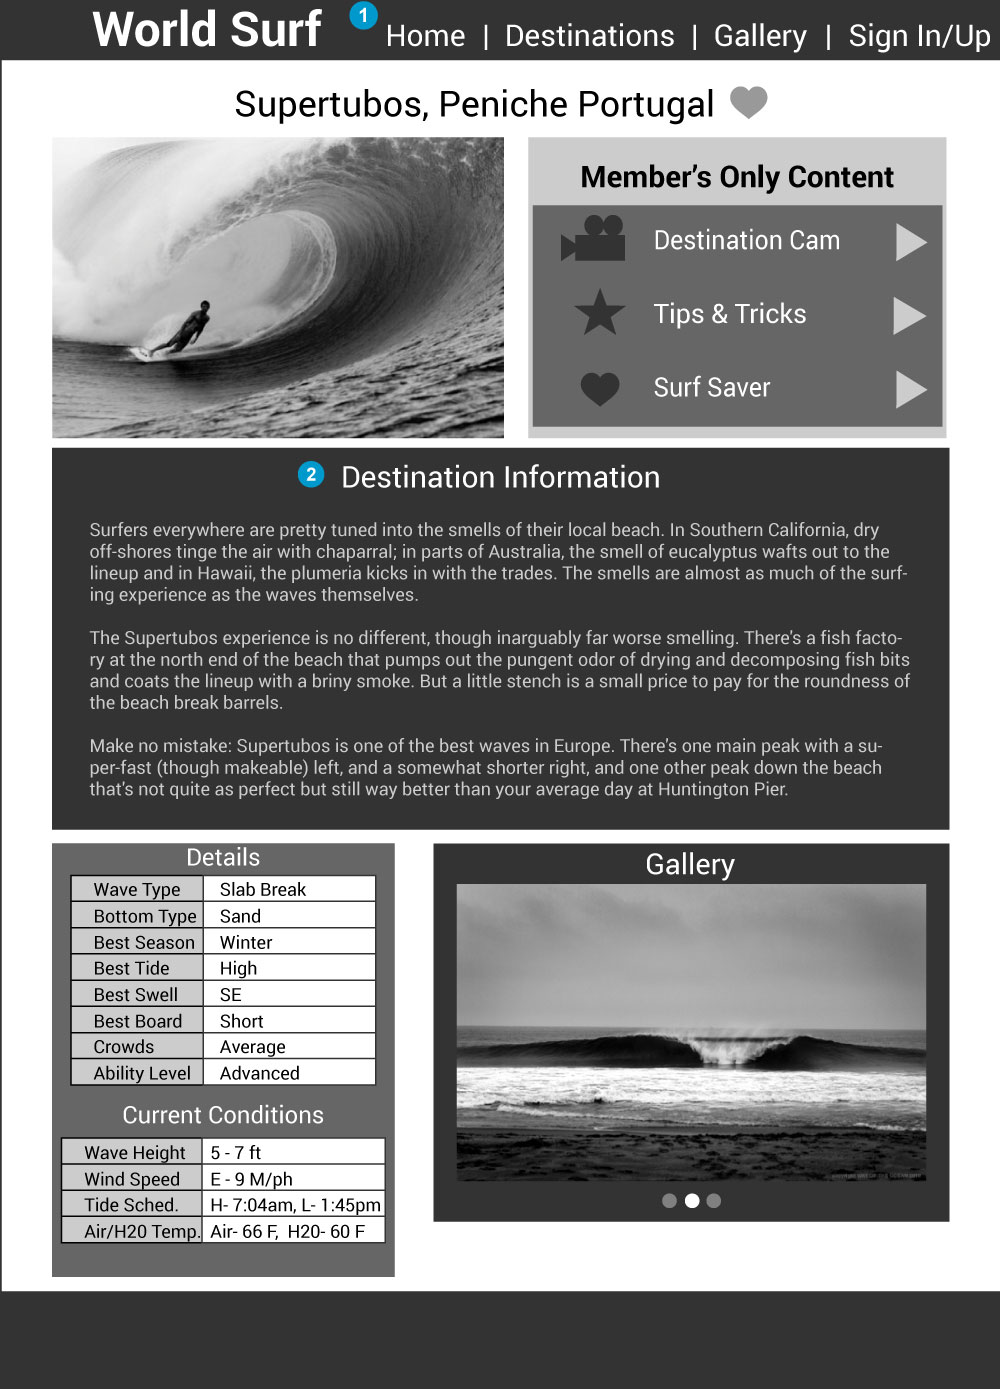 World Surf
1
Home | Destinations | Gallery | Sign In/Up
Supertubos, Peniche Portugal
Member's Only Content
Destination Cam
Tips & Tricks
Surf Saver
2
Destination Information
Surfers everywhere are pretty tuned into the smells of their local beach. In Southern California, dry
off-shores tinge the air with chaparral; in parts of Australia, the smell of eucalyptus wafts out to the
lineup and in Hawaii, the plumeria kicks in with the trades. The smells are almost as much of the surf-
ing experience as the waves themselves.
The Supertubos experience is no different, though inarguably far worse smelling. There's a fish facto-
ry at the north end of the beach that pumps out the pungent odor of drying and decomposing fish bits
and coats the lineup with a briny smoke. But a little stench is a small price to pay for the roundness of
the beach break barrels.
Make no mistake: Supertubos is one of the best waves in Europe. There's one main peak with a su-
per-fast (though makeable) left, and a somewhat shorter right, and one other peak down the beach
that's not quite as perfect but still way better than your average day at Huntington Pier.
Details
Wave Type Slab Break
Bottom Type Sand
Best Season Winter
Best Tide High
Best Swell SE
Best Board Short
Crowds Average
Ability Level Advanced
Current Conditions
Wave Height 5 - 7 ft
Wind Speed E - 9 M/ph
Tide Sched. H- 7:04am, L- 1:45pm
Air/H20 Temp. Air- 66 F, H20- 60 F
Gallery